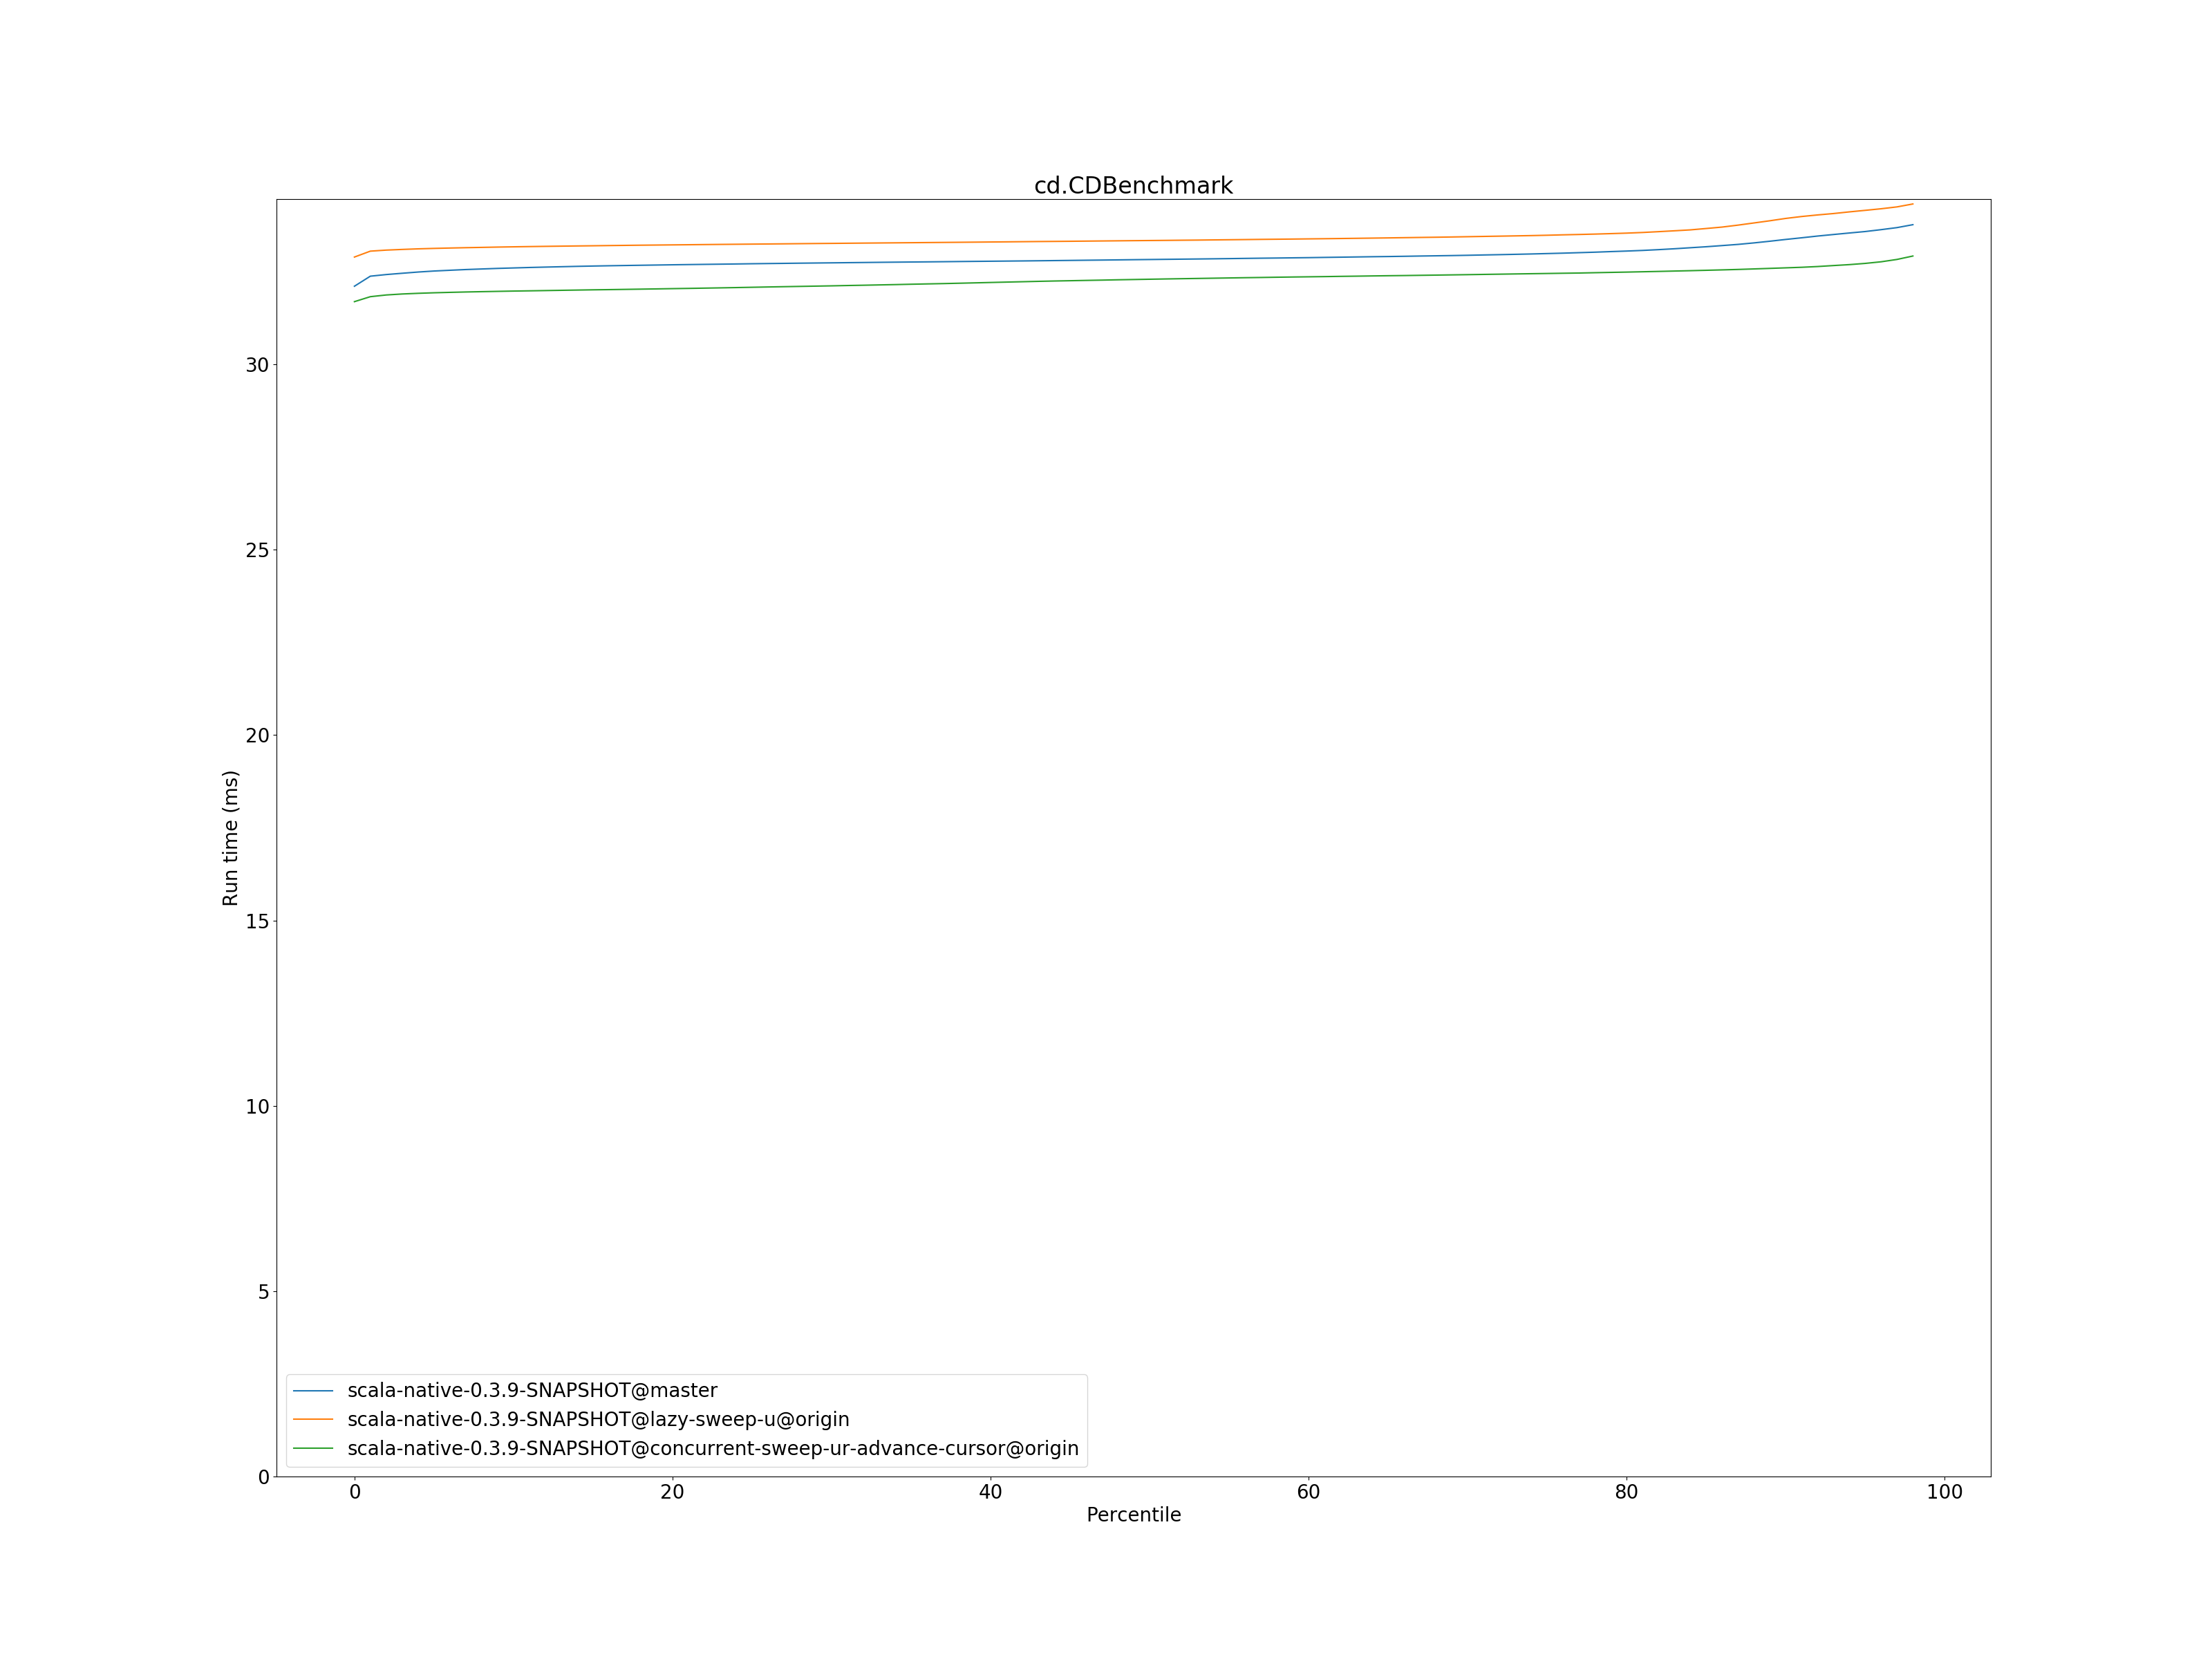 cd.CDBenchmark
Run time (ms)
30
25
20
15
10
5
0
scala-native-0.3.9-SNAPSHOT@master
scala-native-0.3.9-SNAPSHOT@lazy-sweep-u@origin
scala-native-0.3.9-SNAPSHOT@concurrent-sweep-ur-advance-cursor@origin
0 20 40 60 80 100
Percentile